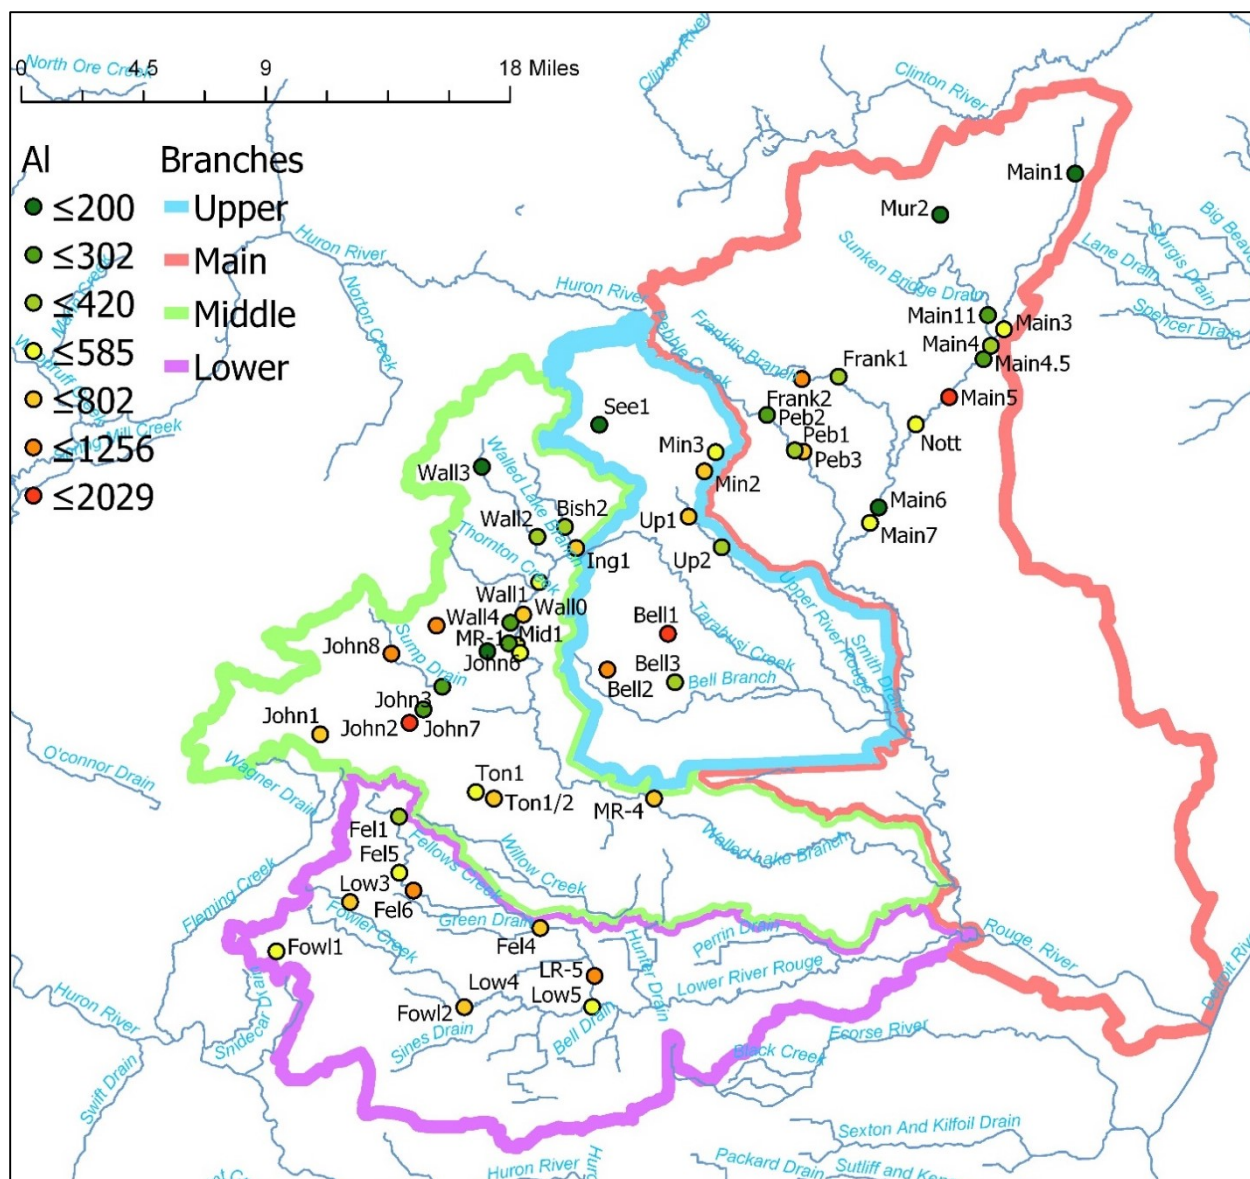 North Ore Creek
0 4.5 9 18 Miles
Clinton River
Clinton River
Al
≤200
≤302
≤420
≤585
≤802
≤1256
≤2029
Branches
Upper
Main
Middle
Lower
Main1
Mur2
Big Beave
Sturgis Drain
Lane Drain
Spencer Drain
Sunken Bridge Drain
Huron River
Huron River
Norton Creek
Mill Creek
Pebble Creek
Franklin Branch
Main11
Main3
Main4
Main4.5
Frank1
Frank2
Main5
Peb2
Peb1
Peb3
Nott
See1
Min3
Min2
Wall3
Walled Lake Branch
Main6
Main7
Bish2
Wall2
Up1
Ing1
Up2
Thornton Creek
Wall1
Upper River Rouge
Tarabusi Creek
Smith Drain
Wall0
Wall4
Mid1
MR-1
John6
Bell1
Bell3
Bell2
Bell Branch
John8
Sump Drain
John3
John1
John2
John7
O'connor Drain
Wagner Drain
Ton1
Ton1/2
MR-4
Walled Lake Branch
Fel1
Fel5
Fellows Creek
Willow Creek
Low3
Fel6
Fleming Creek
Fowler Creek
Green Drain
Fel4
Perrin Drain
Hunter Drain
Rouge, River
Fowl1
Lower River Rouge
LR-5
Low4
Low5
Fowl2
Huron River
Snidecar Drain
Sines Drain
Bell Drain
Ecorse River
Black Creek
Detroit Riv
Swift Drain
Sexton And Kilfoil Drain
Huron River
Packard Drain
Sutliff and Ken